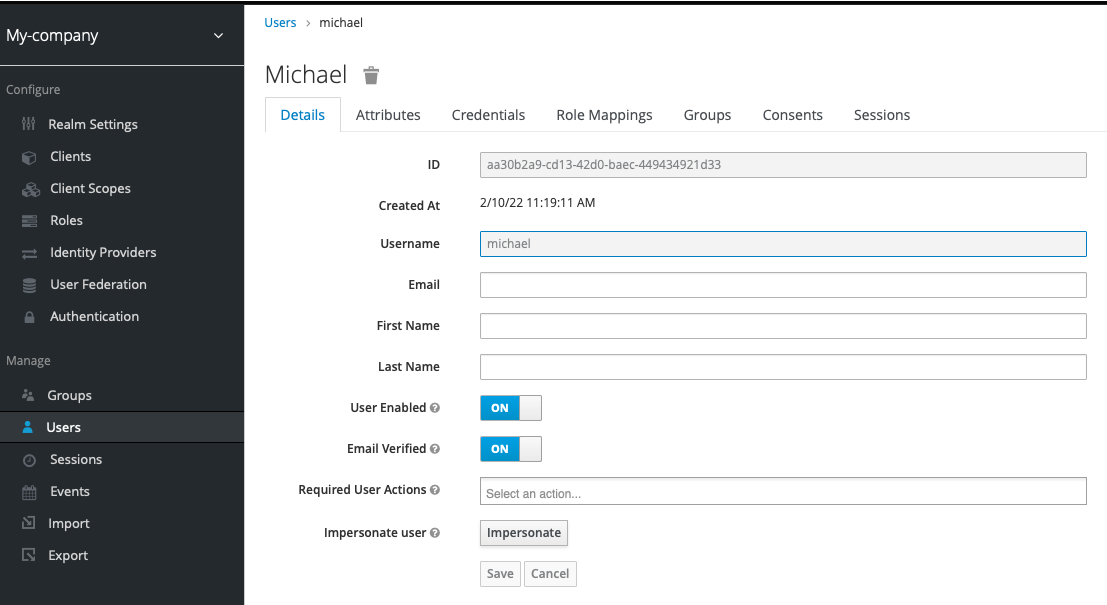 My-company
Configure
Realm Settings
Clients
Client Scopes
Roles
Identity Providers
User Federation
Authentication
Manage
Groups
Users
Sessions
Events
Import
Export
Users > michael
Michael
Details Attributes Credentials Role Mappings Groups Consents Sessions
ID aa30b2a9-cd13-42d0-baec-449434921d33
Created At 2/10/22 11:19:11 AM
Username michael
Email
First Name
Last Name
User Enabled ON
Email Verified ON
Required User Actions Select an action...
Impersonate user Impersonate
Save Cancel